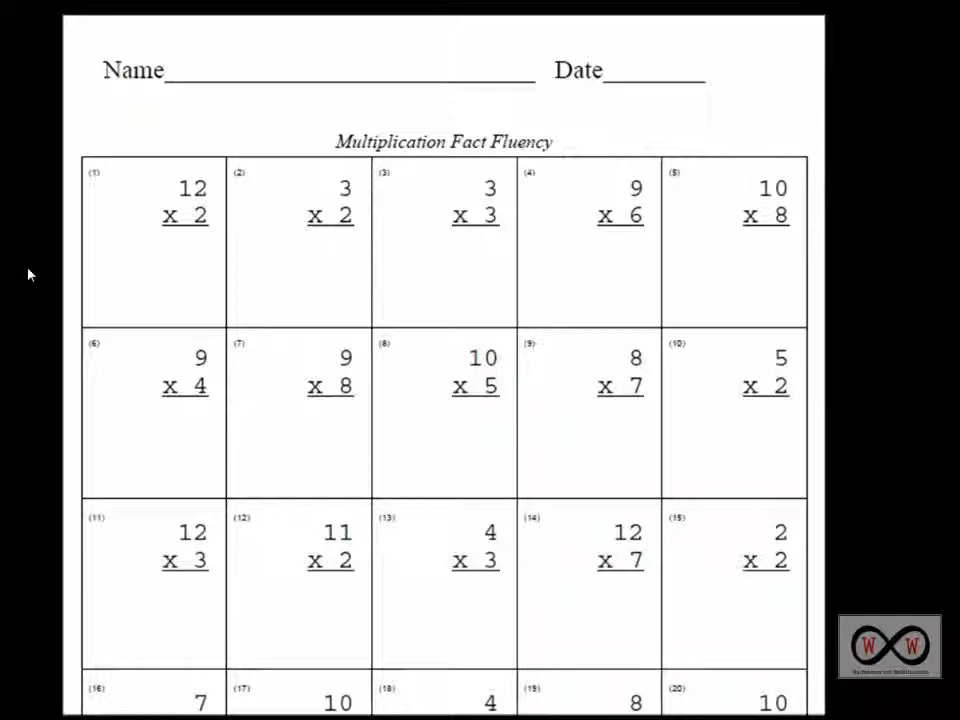 Name______________________________ Date________
Multiplication Fact Fluency
(1) 12 (2) 3 (3) 3 (4) 9 (5) 10
x 2 x 2 x 3 x 6 x 8
(6) 9 (7) 9 (8) 10 (9) 8 (10) 5
x 4 x 8 x 5 x 7 x 2
(11) 12 (12) 11 (13) 4 (14) 12 (15) 2
x 3 x 2 x 3 x 7 x 2
W W
(16) 7 (17) 10 (18) 4 (19) 8 (20) 10